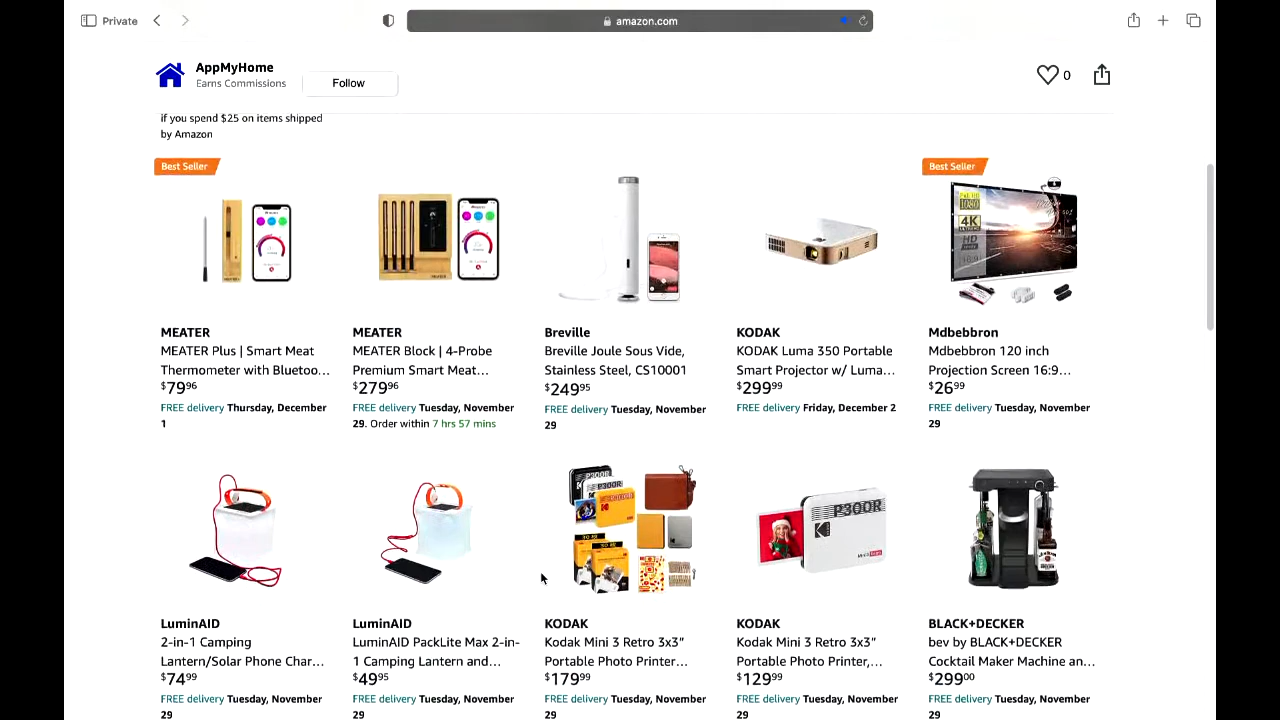 Private
amazon.com
AppMyHome
Earns Commissions
Follow
0
if you spend $25 on items shipped
by Amazon
Best Seller
Best Seller
MEATER
MEATER Plus | Smart Meat
Thermometer with Bluetoo...
$79 96
FREE delivery Thursday, December
1
MEATER
MEATER Block | 4-Probe
Premium Smart Meat...
$279 96
FREE delivery Tuesday, November
29. Order within 7 hrs 57 mins
Breville
Breville Joule Sous Vide,
Stainless Steel, CS10001
$249 95
FREE delivery Tuesday, November
29
KODAK
KODAK Luma 350 Portable
Smart Projector w/ Luma...
$299 99
FREE delivery Friday, December 2
1080
4K
HD
16:9
Mdbebbron
Mdbebbron 120 inch
Projection Screen 16:9...
$26 99
FREE delivery Tuesday, November
29
LuminAID
2-in-1 Camping
Lantern/Solar Phone Char...
$74 99
FREE delivery Tuesday, November
29
LuminAID
LuminAID PackLite Max 2-in-
1 Camping Lantern and...
$49 95
FREE delivery Tuesday, November
29
P300R
KODAK
Kodak Mini 3 Retro 3x3”
Portable Photo Printer...
$179 99
FREE delivery Tuesday, November
29
P300R
KODAK
Kodak Mini 3 Retro 3x3”
Portable Photo Printer,...
$129 99
FREE delivery Tuesday, November
29
BLACK+DECKER
bev by BLACK+DECKER
Cocktail Maker Machine an...
$299 00
FREE delivery Tuesday, November
29